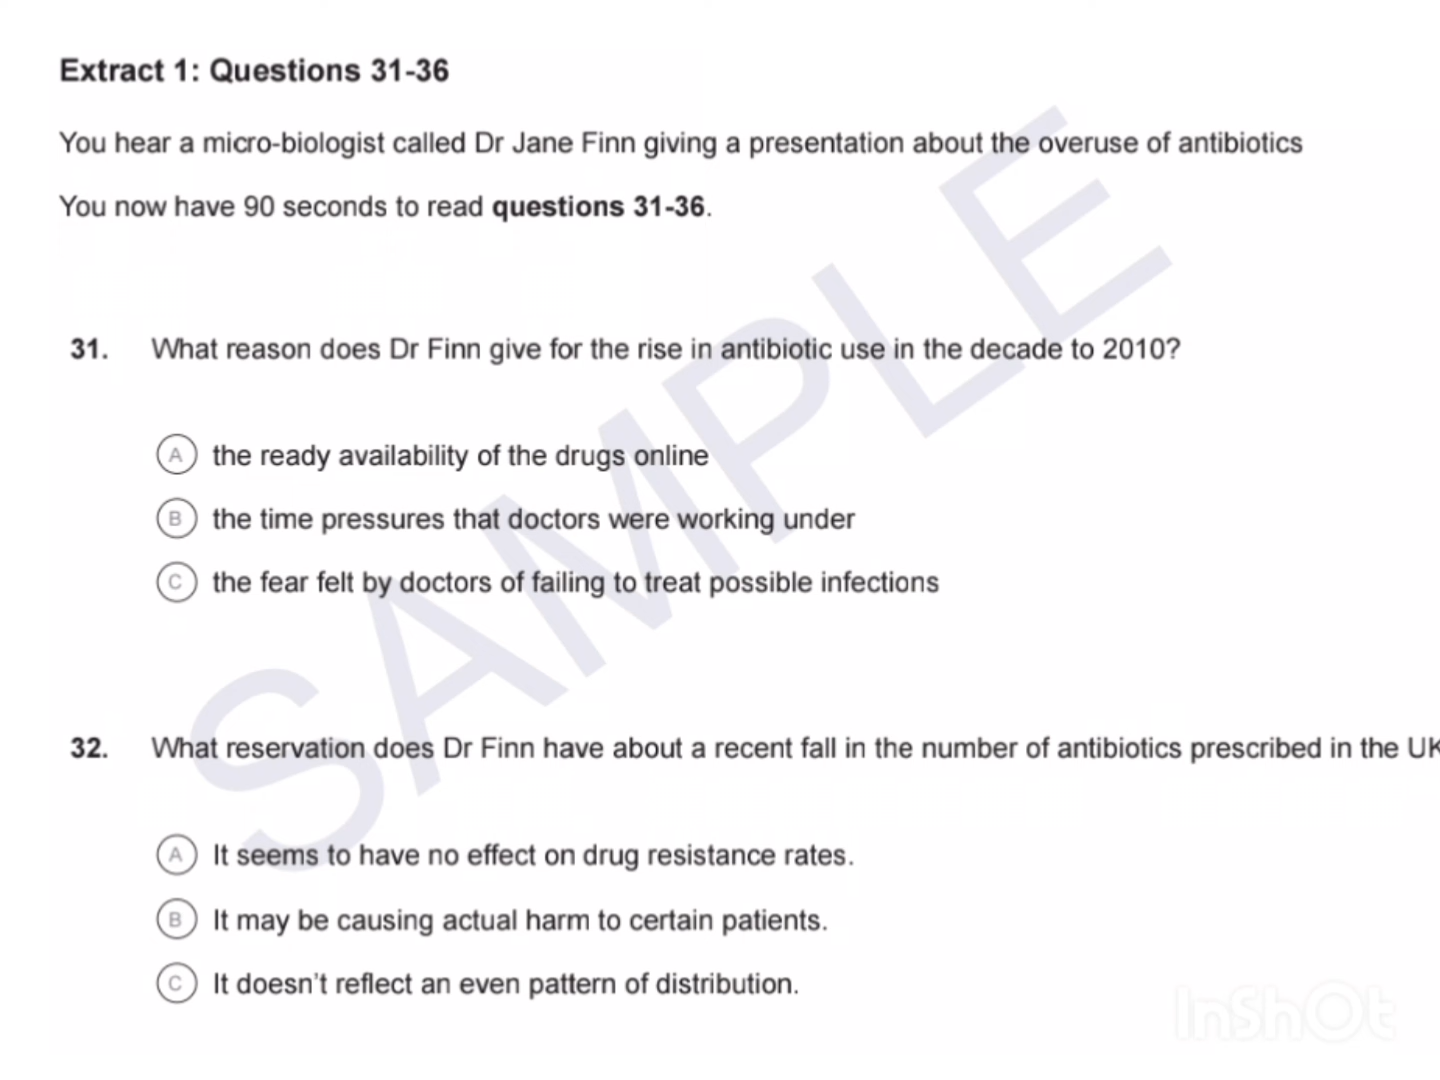 Extract 1: Questions 31-36
You hear a micro-biologist called Dr Jane Finn giving a presentation about the overuse of antibiotics
You now have 90 seconds to read questions 31-36.
31. What reason does Dr Finn give for the rise in antibiotic use in the decade to 2010?
A the ready availability of the drugs online
B the time pressures that doctors were working under
C the fear felt by doctors of failing to treat possible infections
32. What reservation does Dr Finn have about a recent fall in the number of antibiotics prescribed in the UK
A It seems to have no effect on drug resistance rates.
B It may be causing actual harm to certain patients.
C It doesn't reflect an even pattern of distribution.
SAMPLE
InShOt